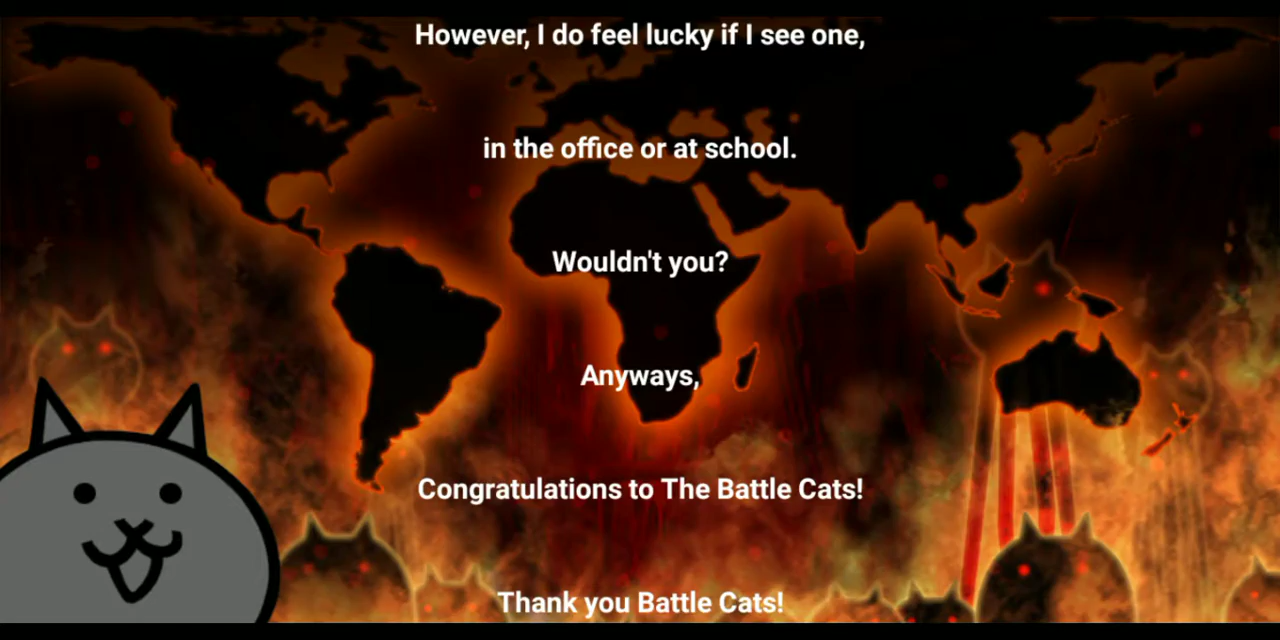 However, I do feel lucky if I see one,
in the office or at school.
Wouldn't you?
Anyways,
Congratulations to The Battle Cats!
Thank you Battle Cats!